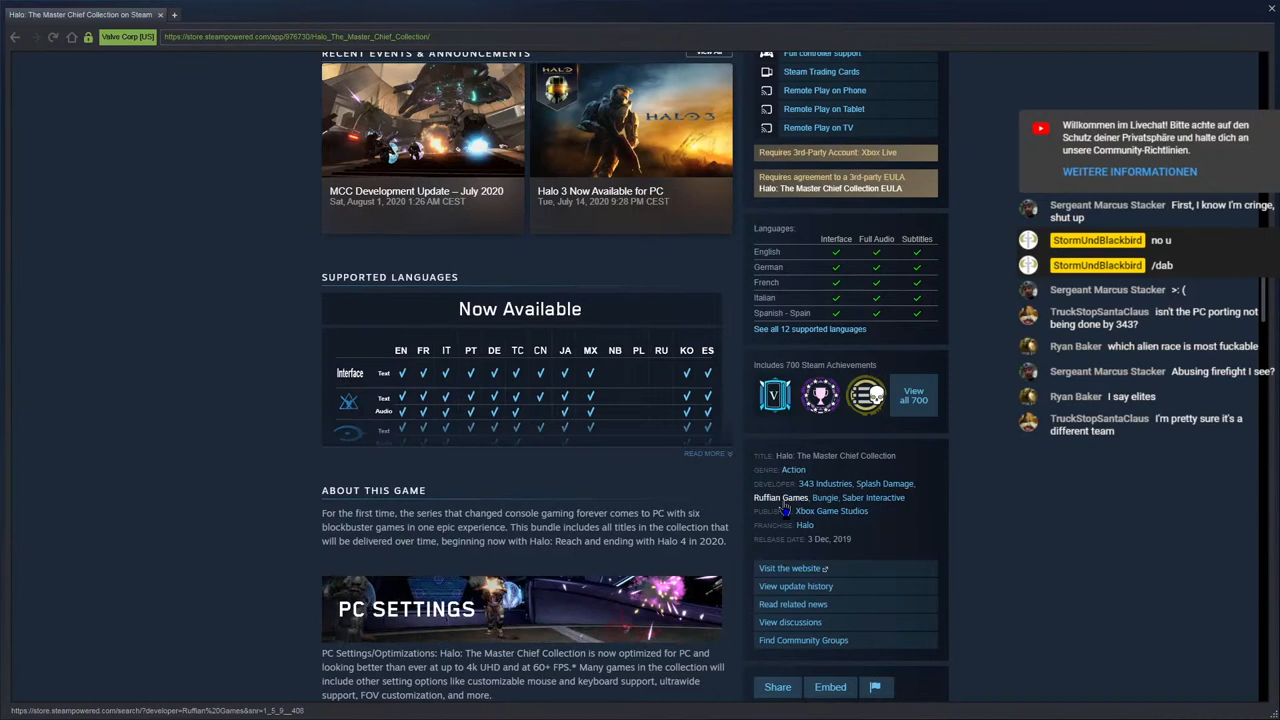 Halo: The Master Chief Collection on Steam
Valve Corp [US]
https://store.steampowered.com/app/976730/Halo_The_Master_Chief_Collection/
RECENT EVENTS & ANNOUNCEMENTS
View All
HALO 3
MCC Development Update – July 2020
Sat, August 1, 2020 1:26 AM CEST
Halo 3 Now Available for PC
Tue, July 14, 2020 9:28 PM CEST
SUPPORTED LANGUAGES
Now Available
EN FR IT PT DE TC CN JA MX NB PL RU KO ES
Interface Text
Text
Audio
Text
READ MORE
ABOUT THIS GAME
For the first time, the series that changed console gaming forever comes to PC with six
blockbuster games in one epic experience. This bundle includes all titles in the collection that
will be delivered over time, beginning now with Halo: Reach and ending with Halo 4 in 2020.
PC SETTINGS
PC Settings/Optimizations: Halo: The Master Chief Collection is now optimized for PC and
looking better than ever at up to 4k UHD and at 60+ FPS.* Many games in the collection will
include other setting options like customizable mouse and keyboard support, ultrawide
support, FOV customization, and more.
Full controller support
Steam Trading Cards
Remote Play on Phone
Remote Play on Tablet
Remote Play on TV
Requires 3rd-Party Account: Xbox Live
Requires agreement to a 3rd-party EULA
Halo: The Master Chief Collection EULA
Languages:
Interface Full Audio Subtitles
English
German
French
Italian
Spanish - Spain
See all 12 supported languages
Includes 700 Steam Achievements
V
View
all 700
TITLE: Halo: The Master Chief Collection
GENRE: Action
DEVELOPER: 343 Industries, Splash Damage,
Ruffian Games, Bungie, Saber Interactive
Xbox Game Studios
FRANCHISE: Halo
RELEASE DATE: 3 Dec, 2019
Visit the website
View update history
Read related news
View discussions
Find Community Groups
Share Embed
Willkommen im Livechat! Bitte achte auf den
Schutz deiner Privatsphäre und halte dich an
unsere Community-Richtlinien.
WEITERE INFORMATIONEN
Sergeant Marcus Stacker First, I know I'm cringe,
shut up
StormUndBlackbird no u
StormUndBlackbird /dab
Sergeant Marcus Stacker >: (
TruckStopSantaClaus isn't the PC porting not
being done by 343?
Ryan Baker which alien race is most fuckable
Sergeant Marcus Stacker Abusing firefight I see?
Ryan Baker I say elites
TruckStopSantaClaus I'm pretty sure it's a
different team
https://store.steampowered.com/search/?developer=Ruffian%20Games&snr=1_5_9__408